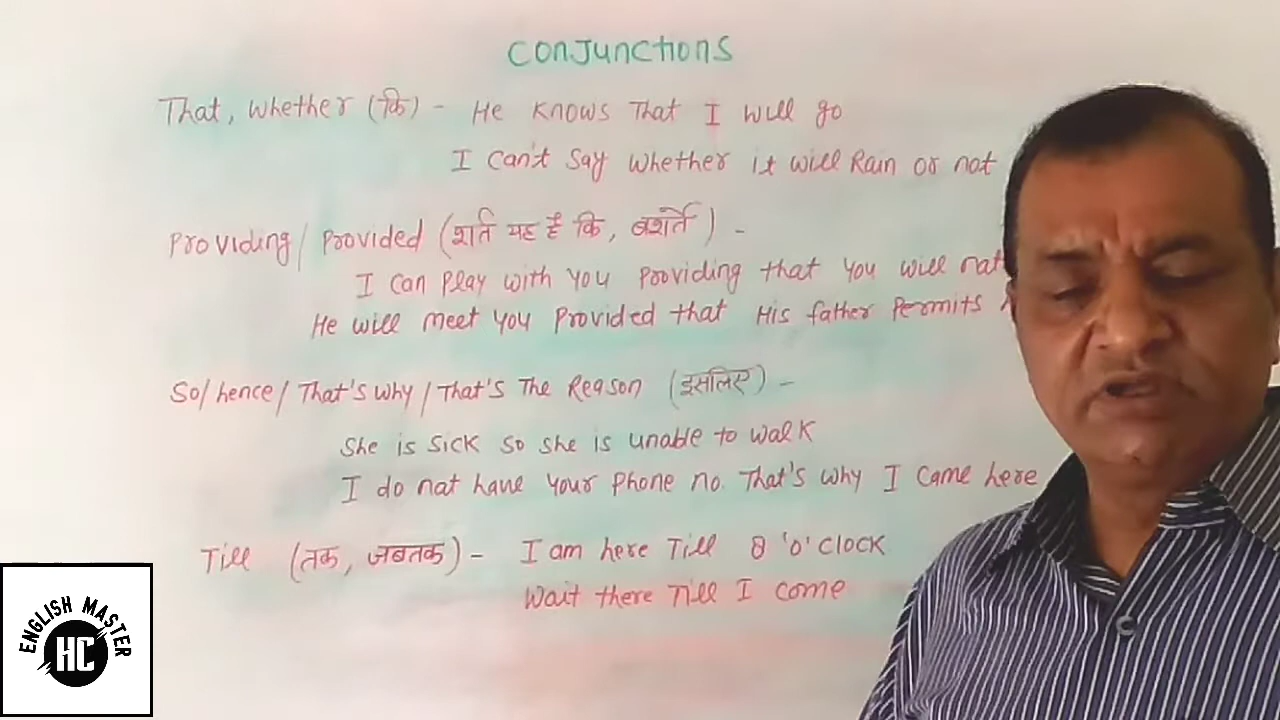 Conjunctions
That, whether (कि) - He knows that I will go
I can't say whether it will Rain or not
Providing / Provided (शर्त यह है कि, बशर्ते) -
I can play with you providing that you will not
He will meet you provided that His father Permits
So / hence / That's why / That's The Reason (इसलिए) -
She is sick so she is unable to walk
I do not have your phone no. That's why I came here
Till (तक, जबतक) - I am here Till 8 'o' clock
Wait there Till I come
ENGLISH MASTER
HC